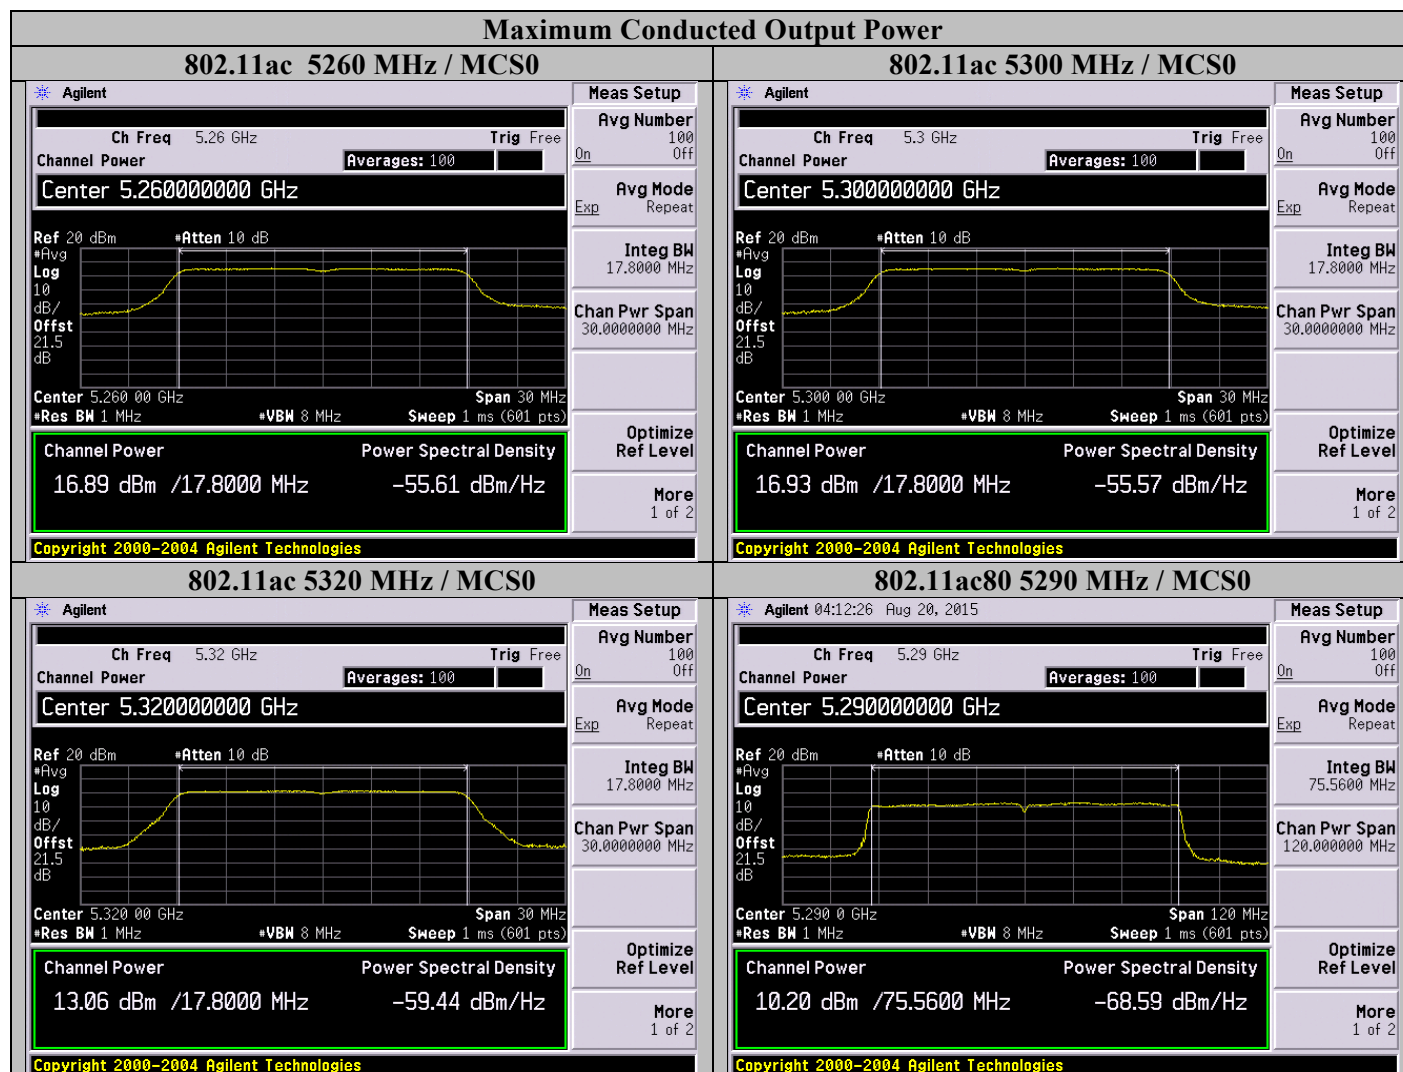 Maximum Conducted Output Power
802.11ac 5260 MHz / MCS0
Agilent
Meas Setup
Ch Freq 5.26 GHz
Trig Free
Channel Power
Averages: 100
Center 5.260000000 GHz
Ref 20 dBm
#Atten 10 dB
#Avg
Log
10
dB/
Offst
21.5
dB
Center 5.260 00 GHz
Span 30 MHz
#Res BW 1 MHz
#VBW 8 MHz
Sweep 1 ms (601 pts)
Channel Power
Power Spectral Density
16.89 dBm /17.8000 MHz
-55.61 dBm/Hz
Copyright 2000-2004 Agilent Technologies
Avg Number
100
On Off
Avg Mode
Exp Repeat
Integ BW
17.8000 MHz
Chan Pwr Span
30.0000000 MHz
Optimize
Ref Level
More
1 of 2
802.11ac 5300 MHz / MCS0
Agilent
Meas Setup
Ch Freq 5.3 GHz
Trig Free
Channel Power
Averages: 100
Center 5.300000000 GHz
Ref 20 dBm
#Atten 10 dB
#Avg
Log
10
dB/
Offst
21.5
dB
Center 5.300 00 GHz
Span 30 MHz
#Res BW 1 MHz
#VBW 8 MHz
Sweep 1 ms (601 pts)
Channel Power
Power Spectral Density
16.93 dBm /17.8000 MHz
-55.57 dBm/Hz
Copyright 2000-2004 Agilent Technologies
Avg Number
100
On Off
Avg Mode
Exp Repeat
Integ BW
17.8000 MHz
Chan Pwr Span
30.0000000 MHz
Optimize
Ref Level
More
1 of 2
802.11ac 5320 MHz / MCS0
Agilent
Meas Setup
Ch Freq 5.32 GHz
Trig Free
Channel Power
Averages: 100
Center 5.320000000 GHz
Ref 20 dBm
#Atten 10 dB
#Avg
Log
10
dB/
Offst
21.5
dB
Center 5.320 00 GHz
Span 30 MHz
#Res BW 1 MHz
#VBW 8 MHz
Sweep 1 ms (601 pts)
Channel Power
Power Spectral Density
13.06 dBm /17.8000 MHz
-59.44 dBm/Hz
Copyright 2000-2004 Agilent Technologies
Avg Number
100
On Off
Avg Mode
Exp Repeat
Integ BW
17.8000 MHz
Chan Pwr Span
30.0000000 MHz
Optimize
Ref Level
More
1 of 2
802.11ac80 5290 MHz / MCS0
Agilent 04:12:26 Aug 20, 2015
Meas Setup
Ch Freq 5.29 GHz
Trig Free
Channel Power
Averages: 100
Center 5.290000000 GHz
Ref 20 dBm
#Atten 10 dB
#Avg
Log
10
dB/
Offst
21.5
dB
Center 5.290 0 GHz
Span 120 MHz
#Res BW 1 MHz
#VBW 8 MHz
Sweep 1 ms (601 pts)
Channel Power
Power Spectral Density
10.20 dBm /75.5600 MHz
-68.59 dBm/Hz
Copyright 2000-2004 Agilent Technologies
Avg Number
100
On Off
Avg Mode
Exp Repeat
Integ BW
75.5600 MHz
Chan Pwr Span
120.000000 MHz
Optimize
Ref Level
More
1 of 2